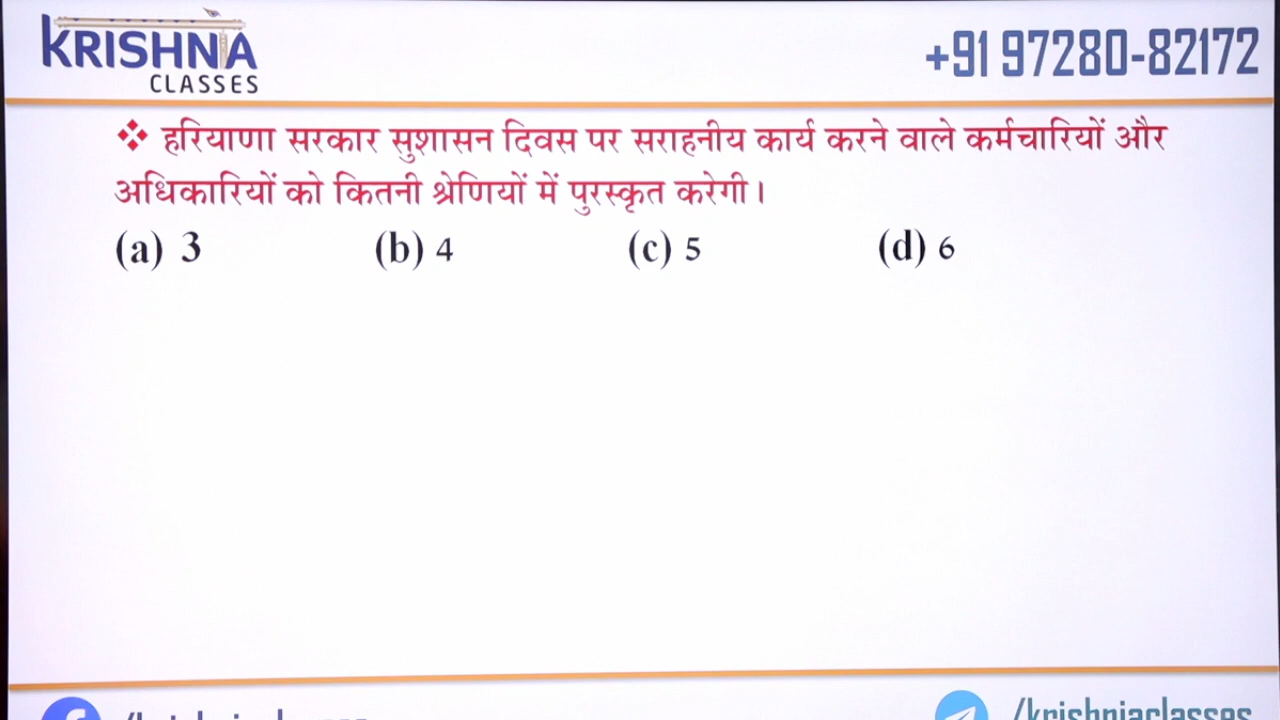 KRISHNIA
CLASSES
+91 97280-82172
❖ हरियाणा सरकार सुशासन दिवस पर सराहनीय कार्य करने वाले कर्मचारियों और
अधिकारियों को कितनी श्रेणियों में पुरस्कृत करेगी।
(a) 3 (b) 4 (c) 5 (d) 6
/krishniaclasses